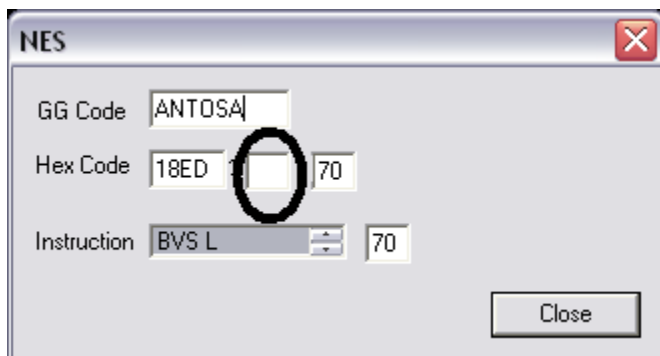 NES
GG Code ANTOSA
Hex Code 18ED 70
Instruction BVS L 70
Close